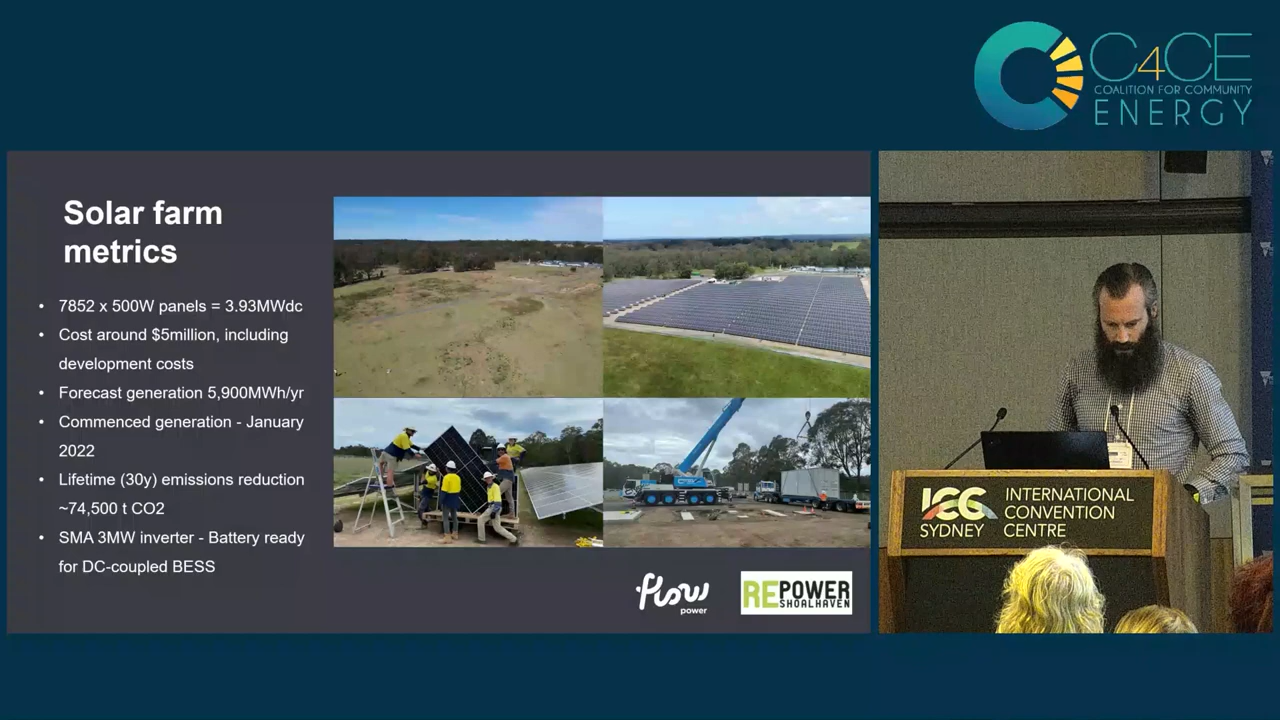 C4CE
COALITION FOR COMMUNITY
ENERGY
Solar farm
metrics
• 7852 x 500W panels = 3.93MWdc
• Cost around $5million, including
development costs
• Forecast generation 5,900MWh/yr
• Commenced generation - January
2022
• Lifetime (30y) emissions reduction
~74,500 t CO2
• SMA 3MW inverter - Battery ready
for DC-coupled BESS
flow
power
REPOWER
SHOALHAVEN
ICC
SYDNEY
INTERNATIONAL
CONVENTION
CENTRE